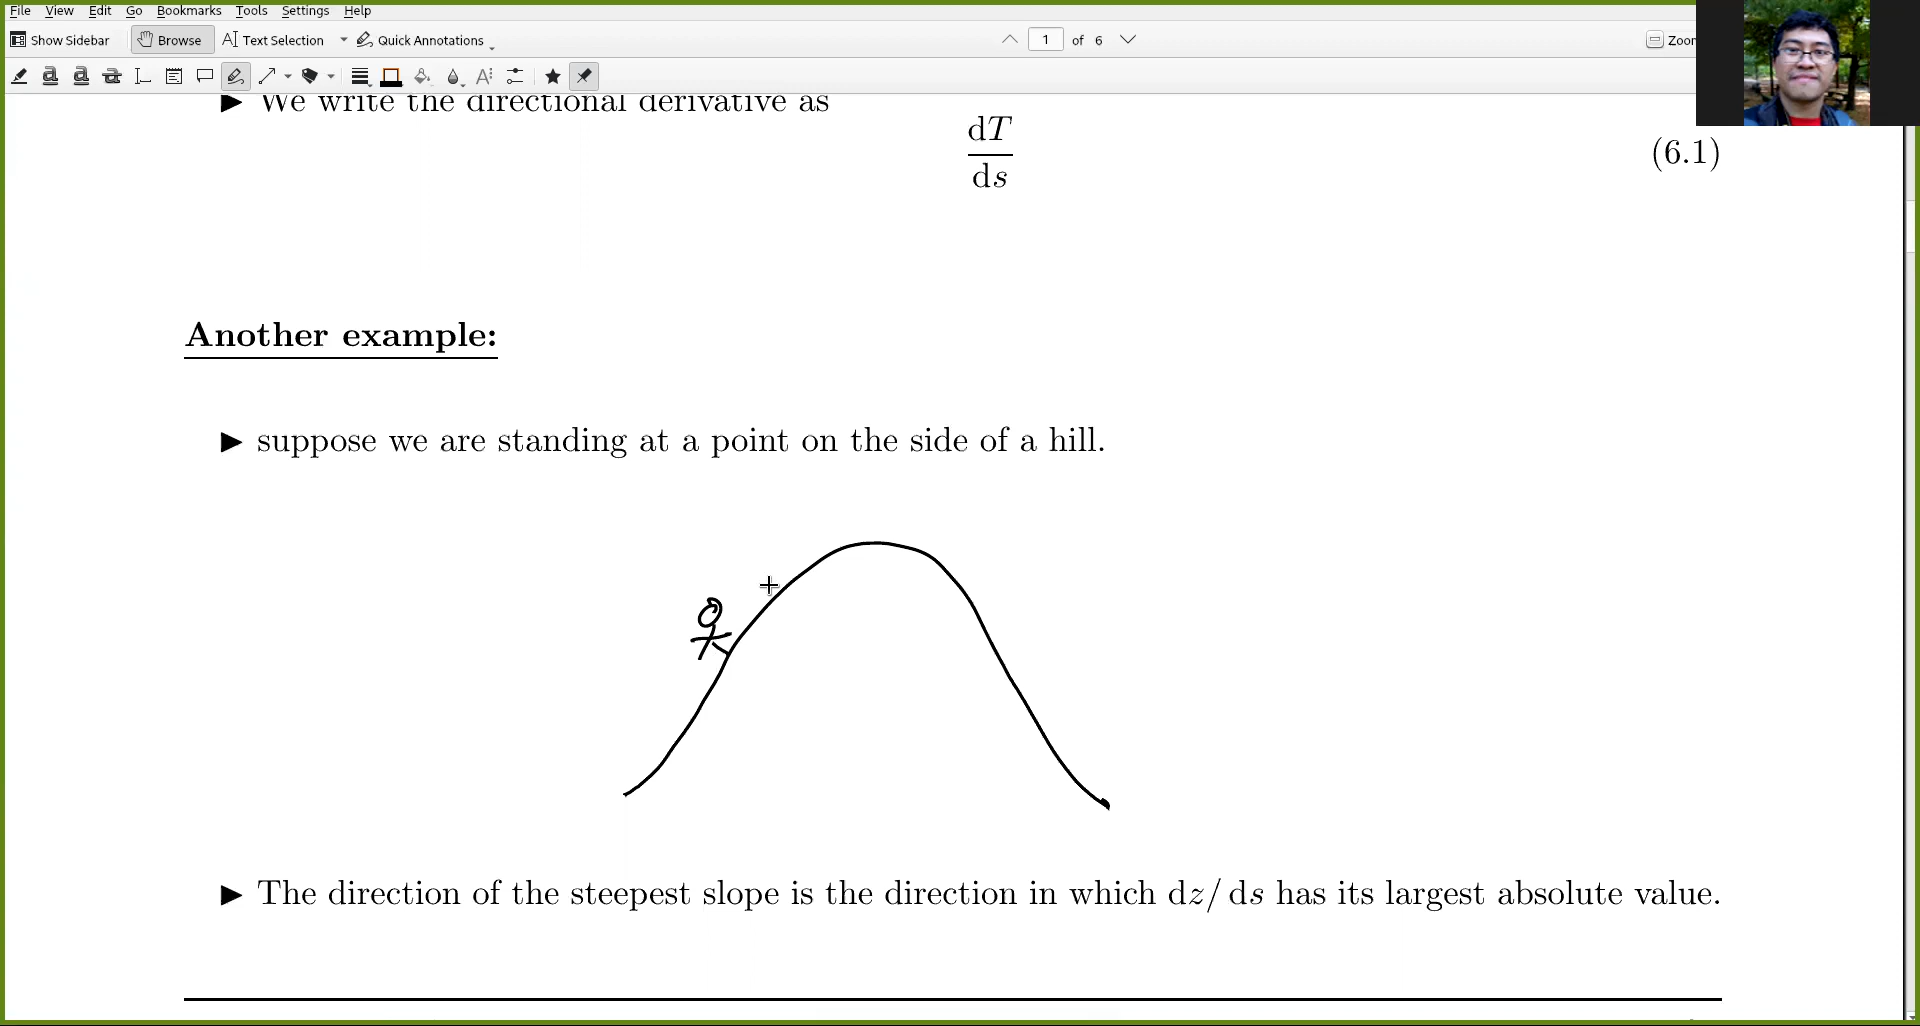 File View Edit Go Bookmarks Tools Settings Help
Show Sidebar Browse Text Selection Quick Annotations 1 of 6
▶ We write the directional derivative as
dT
ds
(6.1)
Another example:
▶ suppose we are standing at a point on the side of a hill.
▶ The direction of the steepest slope is the direction in which dz/ ds has its largest absolute value.